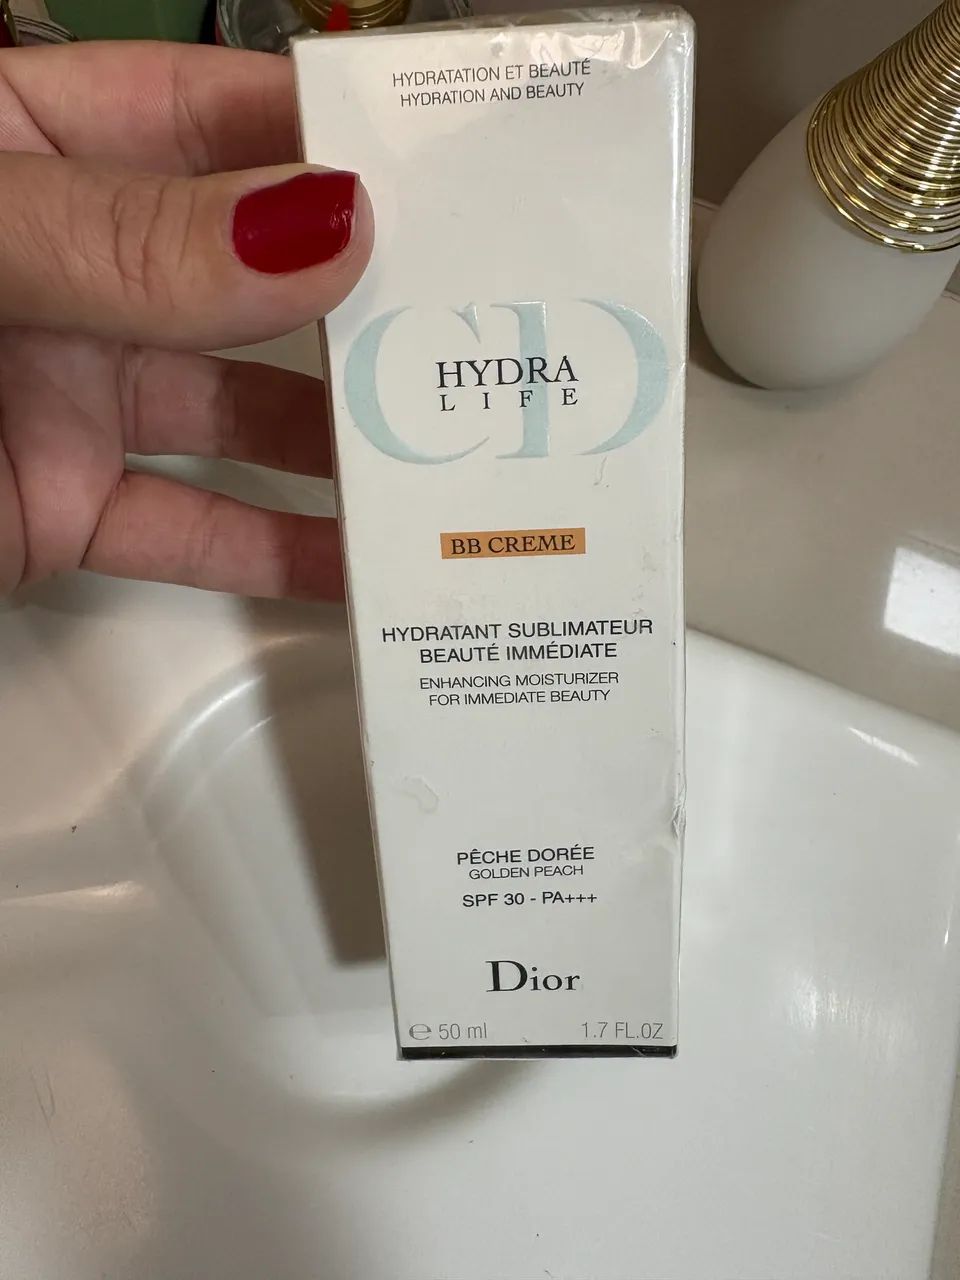 HYDRATATION ET BEAUTÉ
HYDRATION AND BEAUTY
CD
HYDRA
LIFE
BB CREME
HYDRATANT SUBLIMATEUR
BEAUTÉ IMMÉDIATE
ENHANCING MOISTURIZER
FOR IMMEDIATE BEAUTY
PÊCHE DORÉE
GOLDEN PEACH
SPF 30 - PA+++
Dior
℮ 50 ml 1.7 FL.OZ